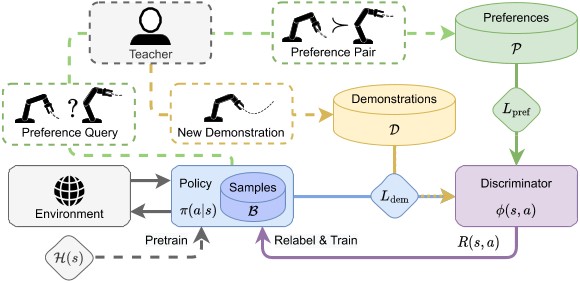 Teacher
Preference Pair
Preferences
𝒫
?
Preference Query
New Demonstration
Demonstrations
𝒟
L_pref
Environment
Policy
π(a|s)
Samples
ℬ
L_dem
Discriminator
ϕ(s, a)
Pretrain
Relabel & Train
R(s, a)
ℋ(s)